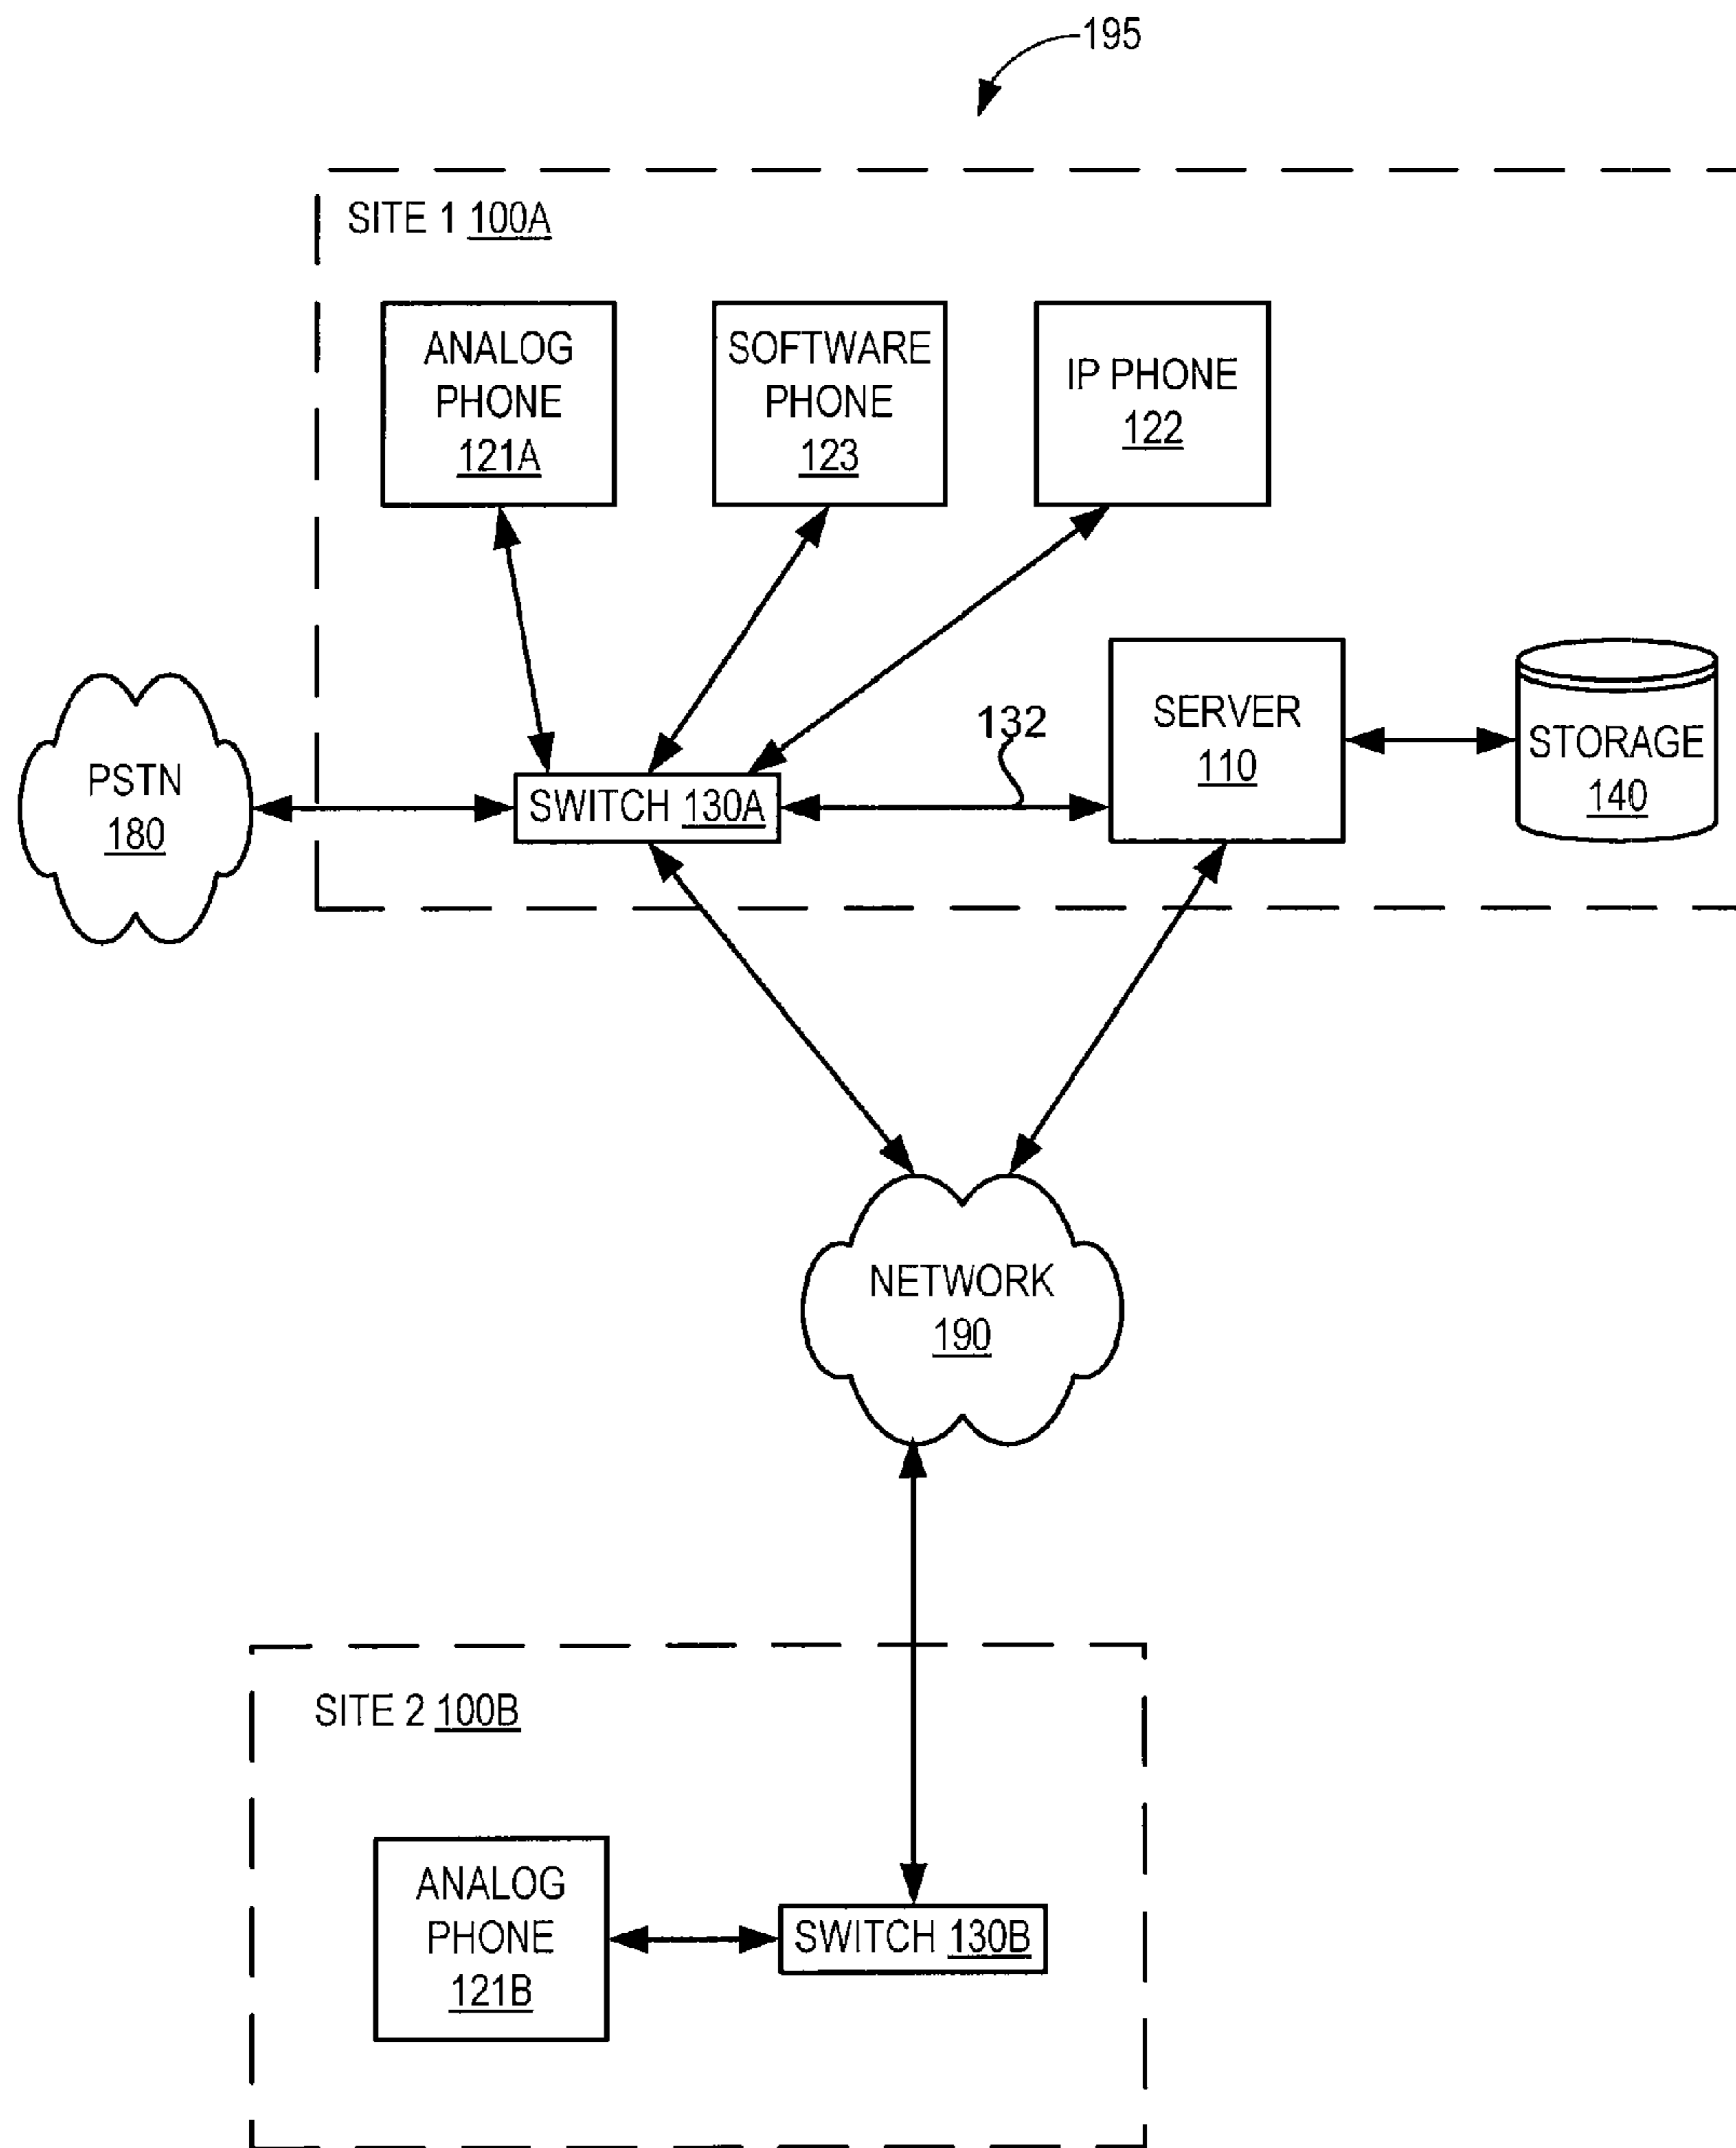 195
SITE 1 100A
ANALOG
PHONE
121A
SOFTWARE
PHONE
123
IP PHONE
122
PSTN
180
SWITCH 130A
132
SERVER
110
STORAGE
140
NETWORK
190
SITE 2 100B
ANALOG
PHONE
121B
SWITCH 130B